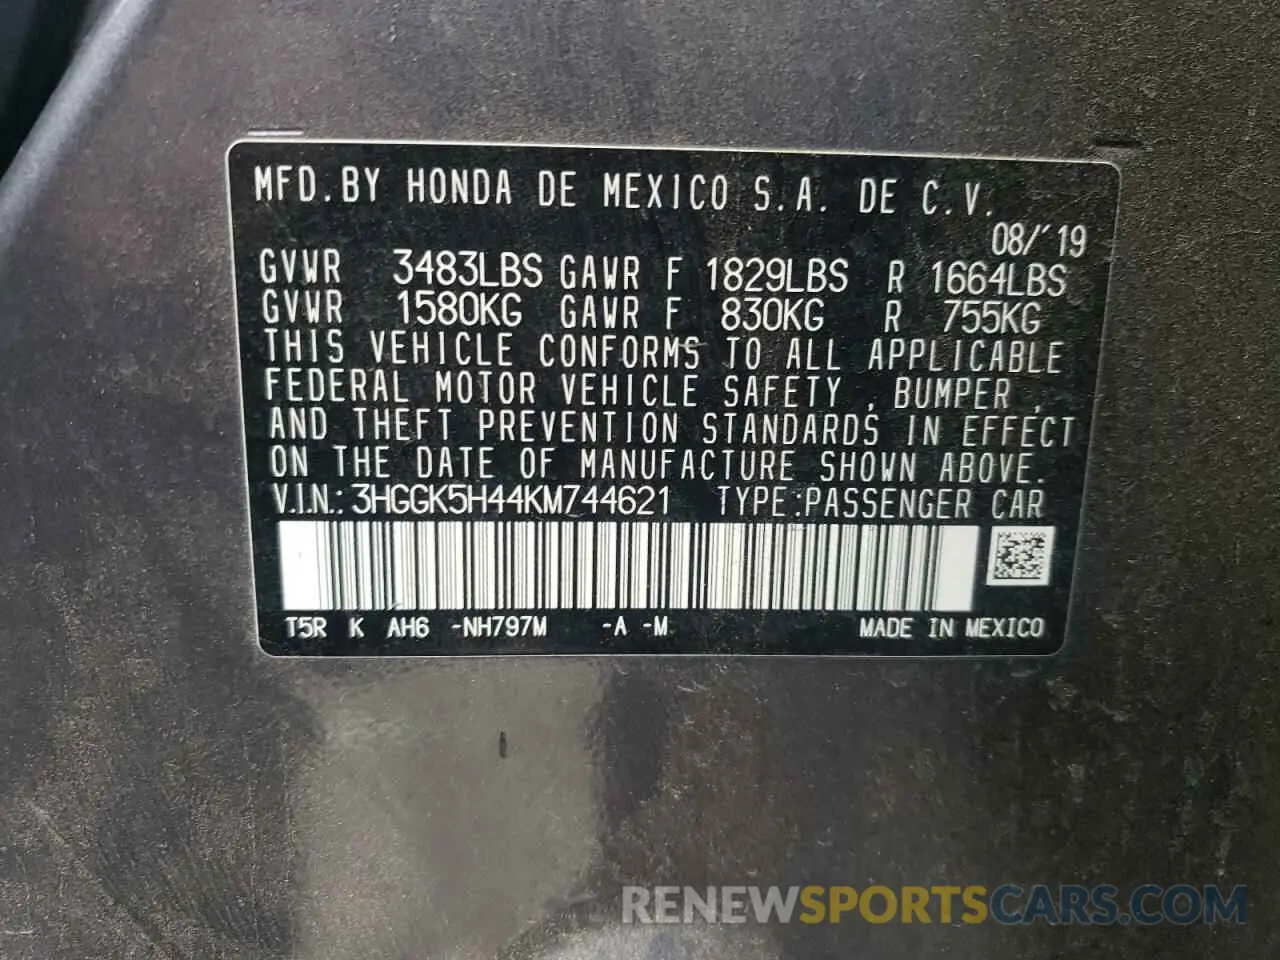 MFD.BY HONDA DE MEXICO S.A. DE C.V.
08/'19
GVWR 3483LBS GAWR F 1829LBS R 1664LBS
GVWR 1580KG GAWR F 830KG R 755KG
THIS VEHICLE CONFORMS TO ALL APPLICABLE
FEDERAL MOTOR VEHICLE SAFETY , BUMPER ,
AND THEFT PREVENTION STANDARDS IN EFFECT
ON THE DATE OF MANUFACTURE SHOWN ABOVE.
V.I.N.: 3HGGK5H44KM744621 TYPE:PASSENGER CAR
T5R K AH6 -NH797M -A -M MADE IN MEXICO
RENEWSPORTSCARS.COM